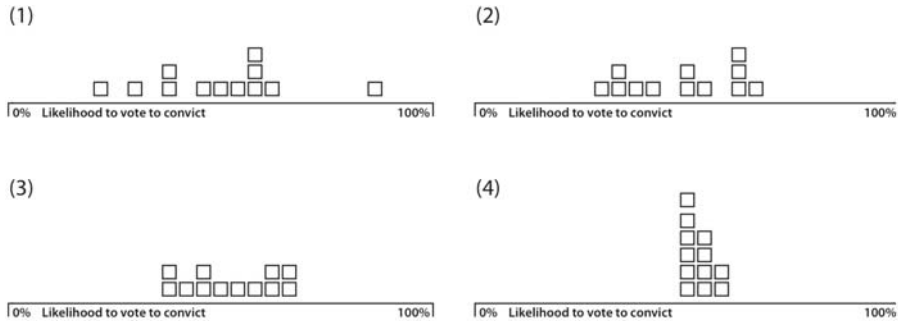 (1)
(2)
0% Likelihood to vote to convict 100%
0% Likelihood to vote to convict 100%
(3)
(4)
0% Likelihood to vote to convict 100%
0% Likelihood to vote to convict 100%